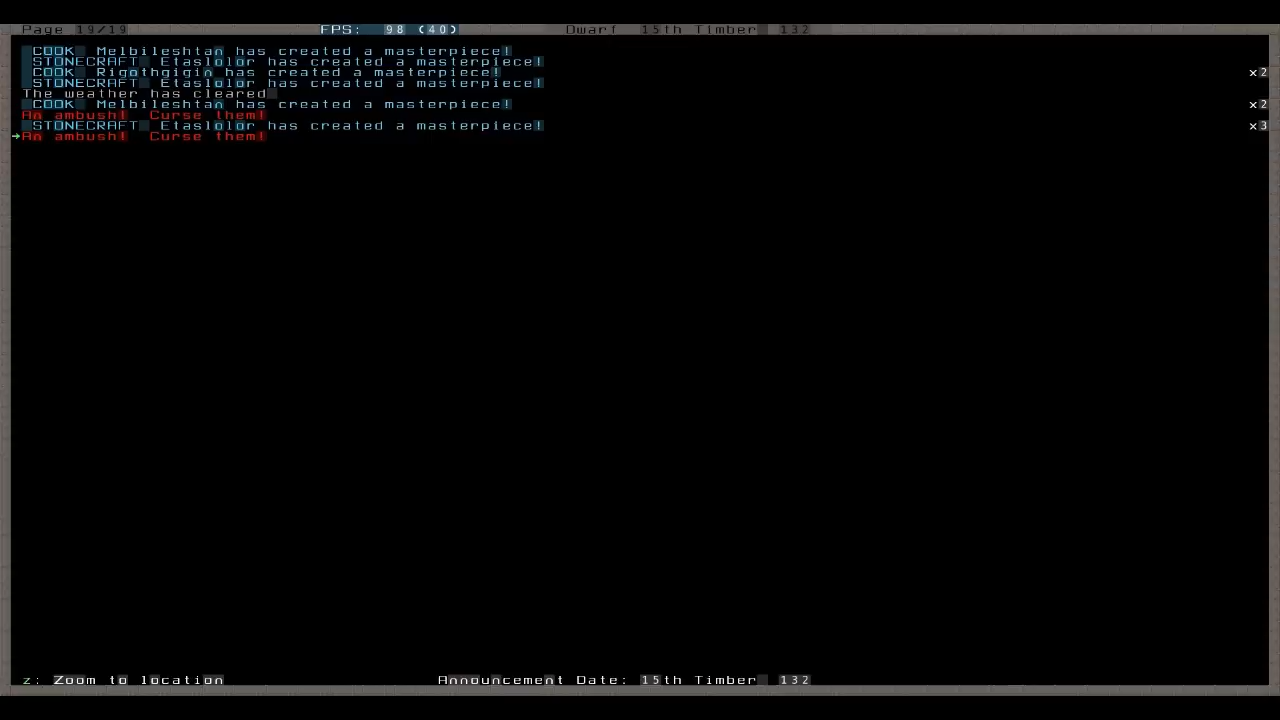 Page 19/19 FPS: 98 (40) Dwarf 15th Timber 132
COOK Melbileshtan has created a masterpiece!
STONECRAFT Etaslolor has created a masterpiece!
COOK Rigothgigin has created a masterpiece! x2
STONECRAFT Etaslolor has created a masterpiece!
The weather has cleared
COOK Melbileshtan has created a masterpiece! x2
An ambush! Curse them!
STONECRAFT Etaslolor has created a masterpiece! x3
→An ambush! Curse them!
z: Zoom to location Announcement Date: 15th Timber 132